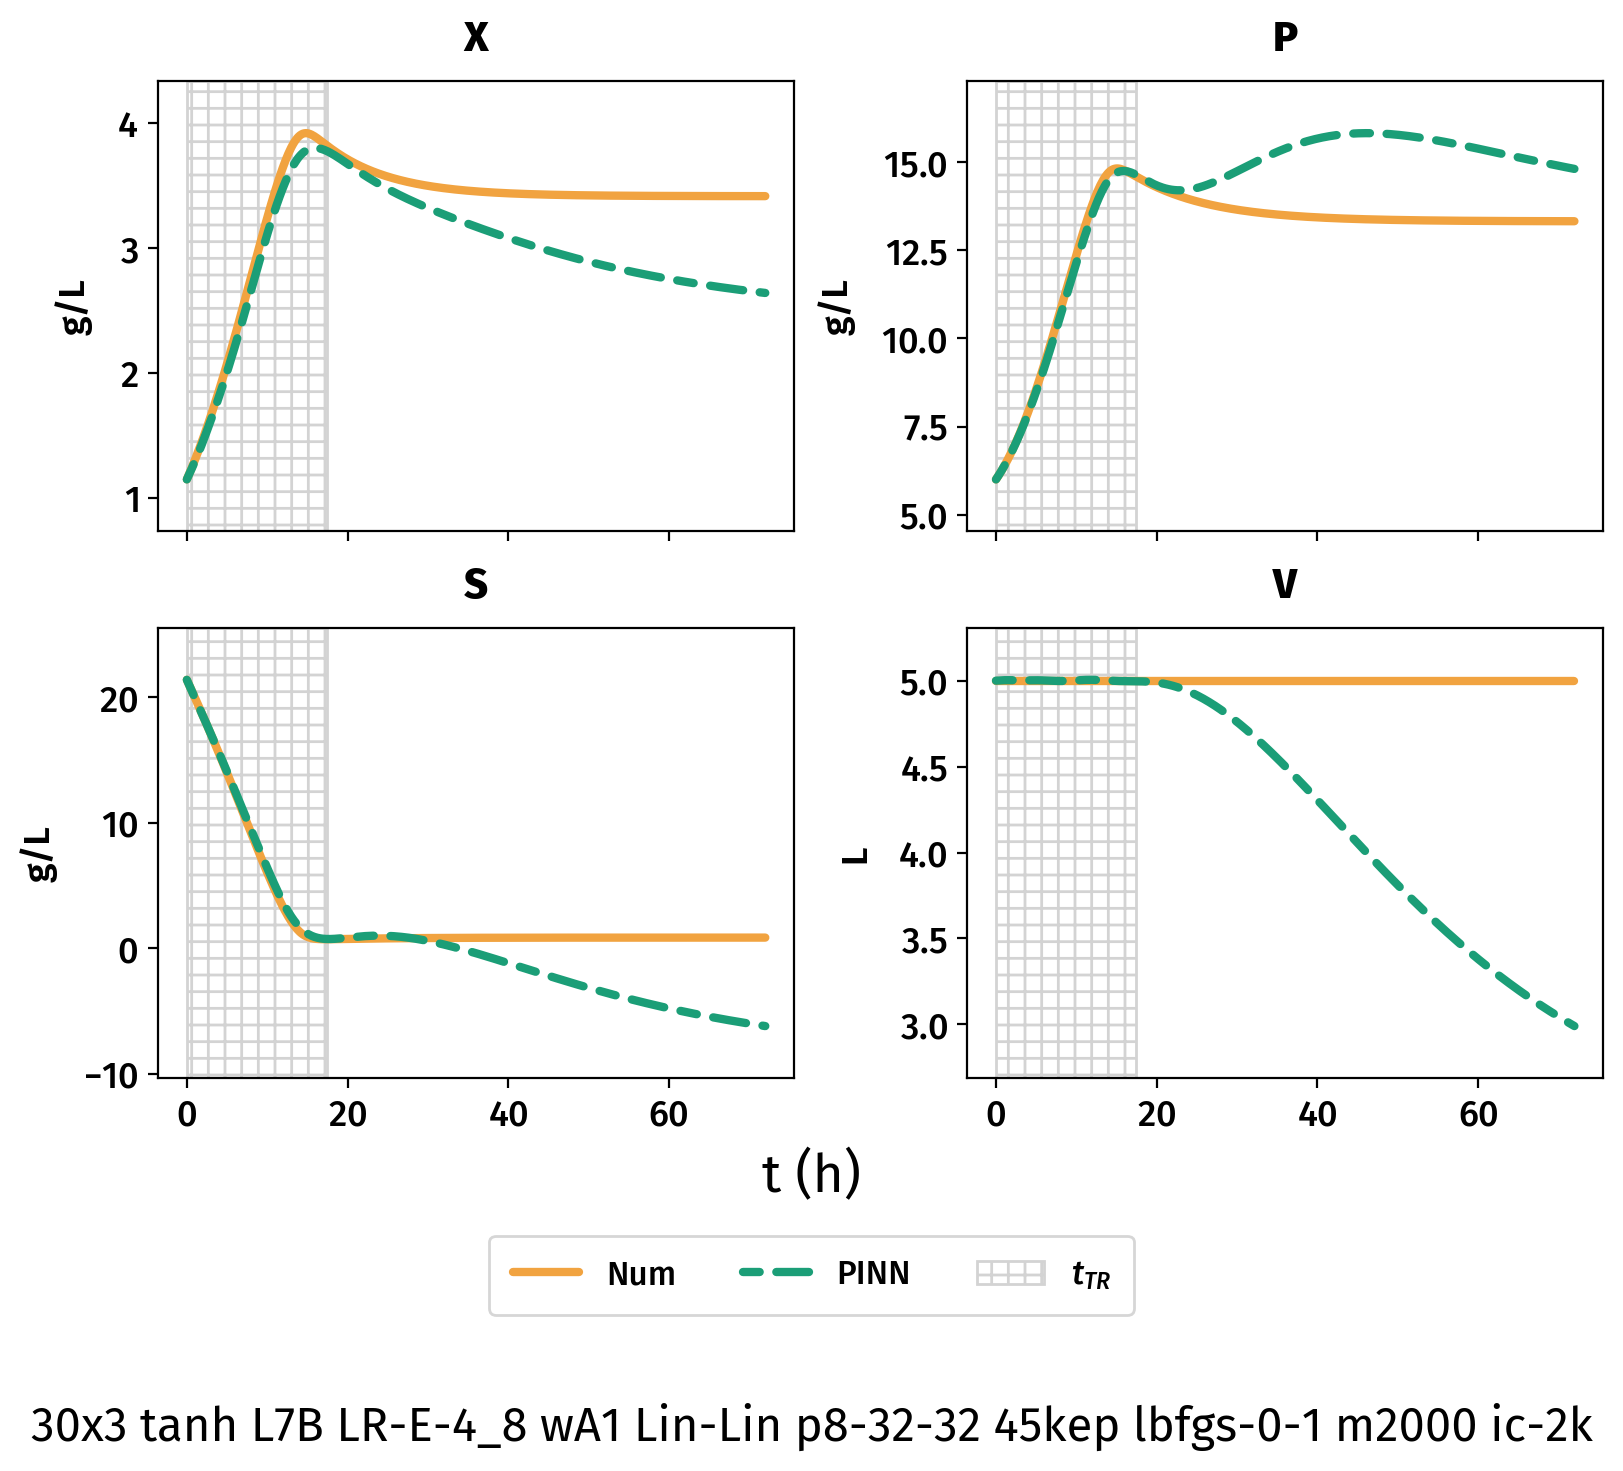 X
P
4
3
2
1
g/L
15.0
12.5
10.0
7.5
5.0
g/L
S
V
20
10
0
−10
g/L
5.0
4.5
4.0
3.5
3.0
L
0 20 40 60
0 20 40 60
t (h)
Num PINN t_TR
30x3 tanh L7B LR-E-4_8 wA1 Lin-Lin p8-32-32 45kep lbfgs-0-1 m2000 ic-2k